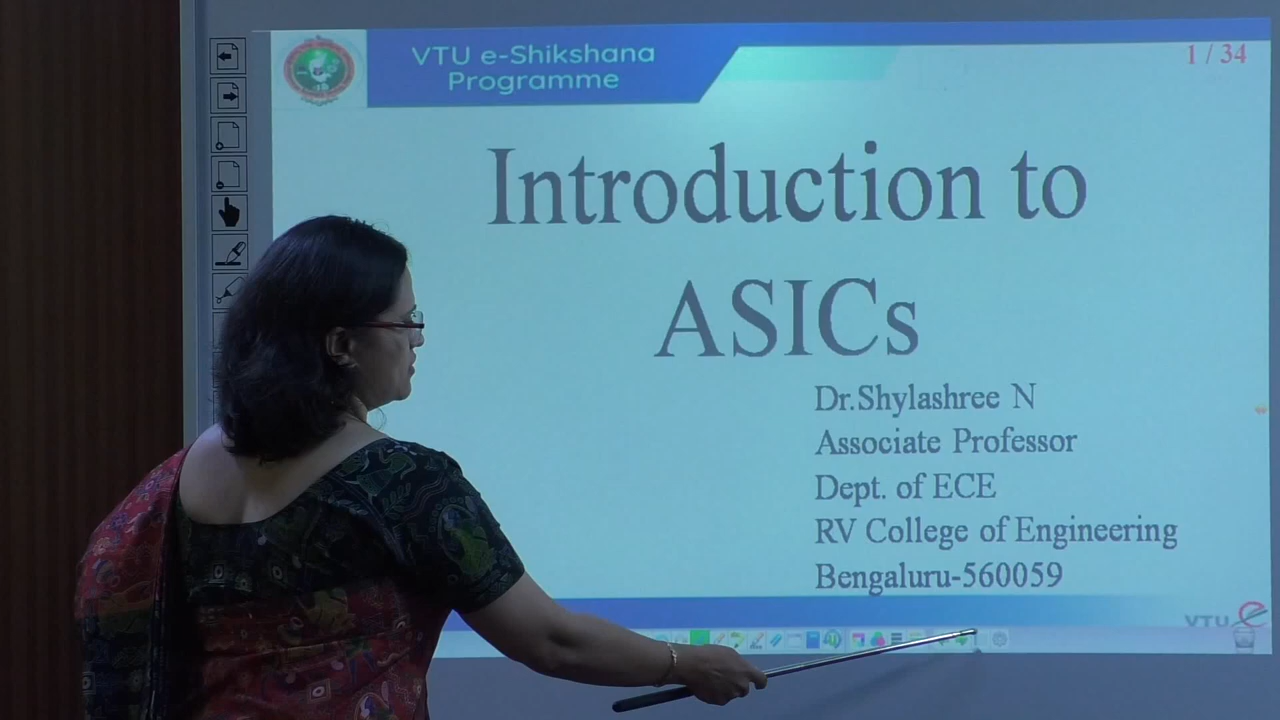 VTU e-Shikshana
Programme
1 / 34
Introduction to
ASICs
Dr.Shylashree N
Associate Professor
Dept. of ECE
RV College of Engineering
Bengaluru-560059
VTU e